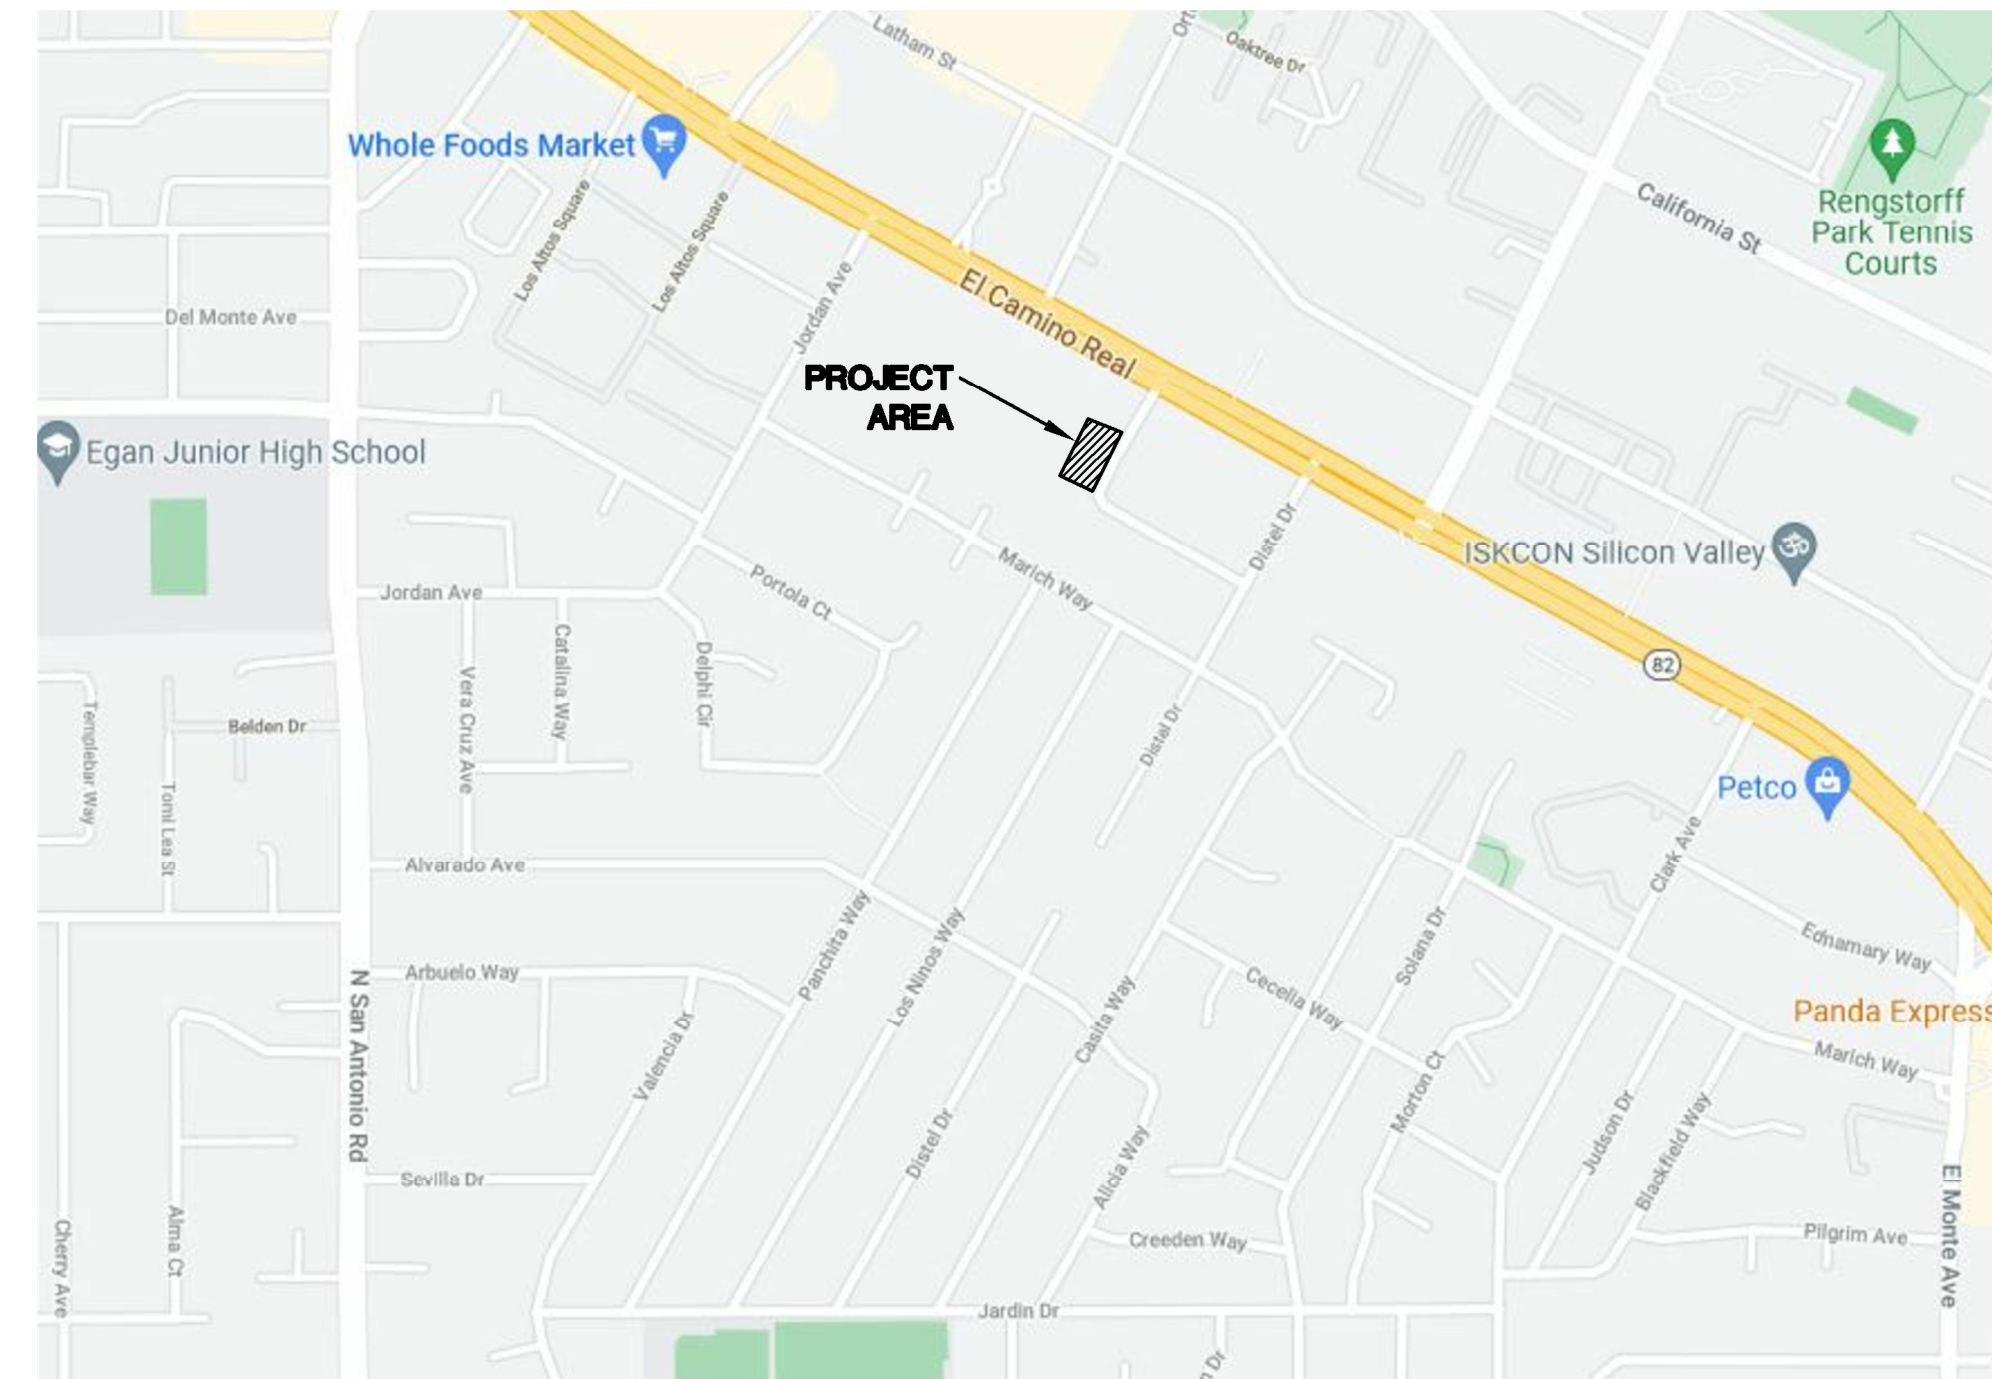 Latham St
Oaktree Dr
Whole Foods Market
Los Altos Square
Los Altos Square
California St
Rengstorff
Park Tennis
Courts
Jordan Ave
El Camino Real
Del Monte Ave
PROJECT
AREA
Egan Junior High School
Distel Dr
ISKCON Silicon Valley
Marich Way
Portola Ct
Jordan Ave
Catalina Way
Vera Cruz Ave
Delphi Cir
82
Templebar Way
Belden Dr
Distel Dr
Tomi Lea St
Petco
Clark Ave
Alvarado Ave
Panchita Way
Los Ninos Way
Solana Dr
Ednamary Way
Arbuelo Way
N San Antonio Rd
Valencia Dr
Casita Way
Cecelia Way
Panda Express
Marich Way
Morton Ct
Distel Dr
Judson Dr
Blackfield Way
Alicia Way
Sevilla Dr
Cherry Ave
Alma Ct
Creeden Way
Pilgrim Ave
El Monte Ave
Jardin Dr
Dr